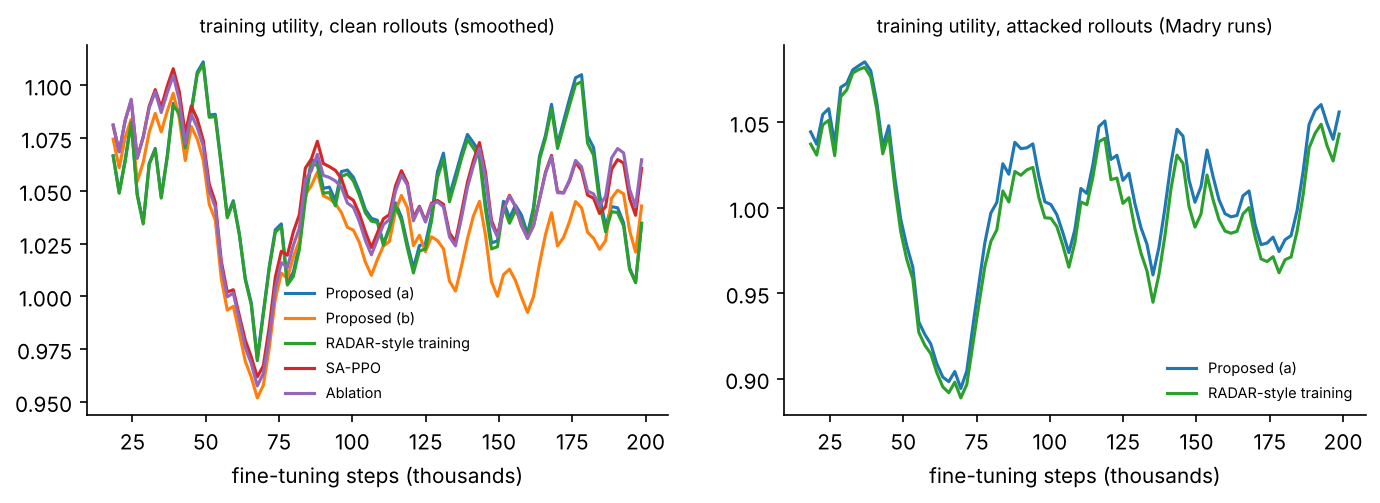 training utility, clean rollouts (smoothed)
1.100
1.075
1.050
1.025
1.000
0.975
0.950
Proposed (a)
Proposed (b)
RADAR-style training
SA-PPO
Ablation
25 50 75 100 125 150 175 200
fine-tuning steps (thousands)
training utility, attacked rollouts (Madry runs)
1.05
1.00
0.95
0.90
Proposed (a)
RADAR-style training
25 50 75 100 125 150 175 200
fine-tuning steps (thousands)